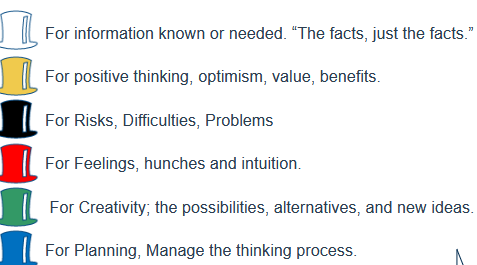 For information known or needed. “The facts, just the facts.”
For positive thinking, optimism, value, benefits.
For Risks, Difficulties, Problems
For Feelings, hunches and intuition.
For Creativity; the possibilities, alternatives, and new ideas.
For Planning, Manage the thinking process.